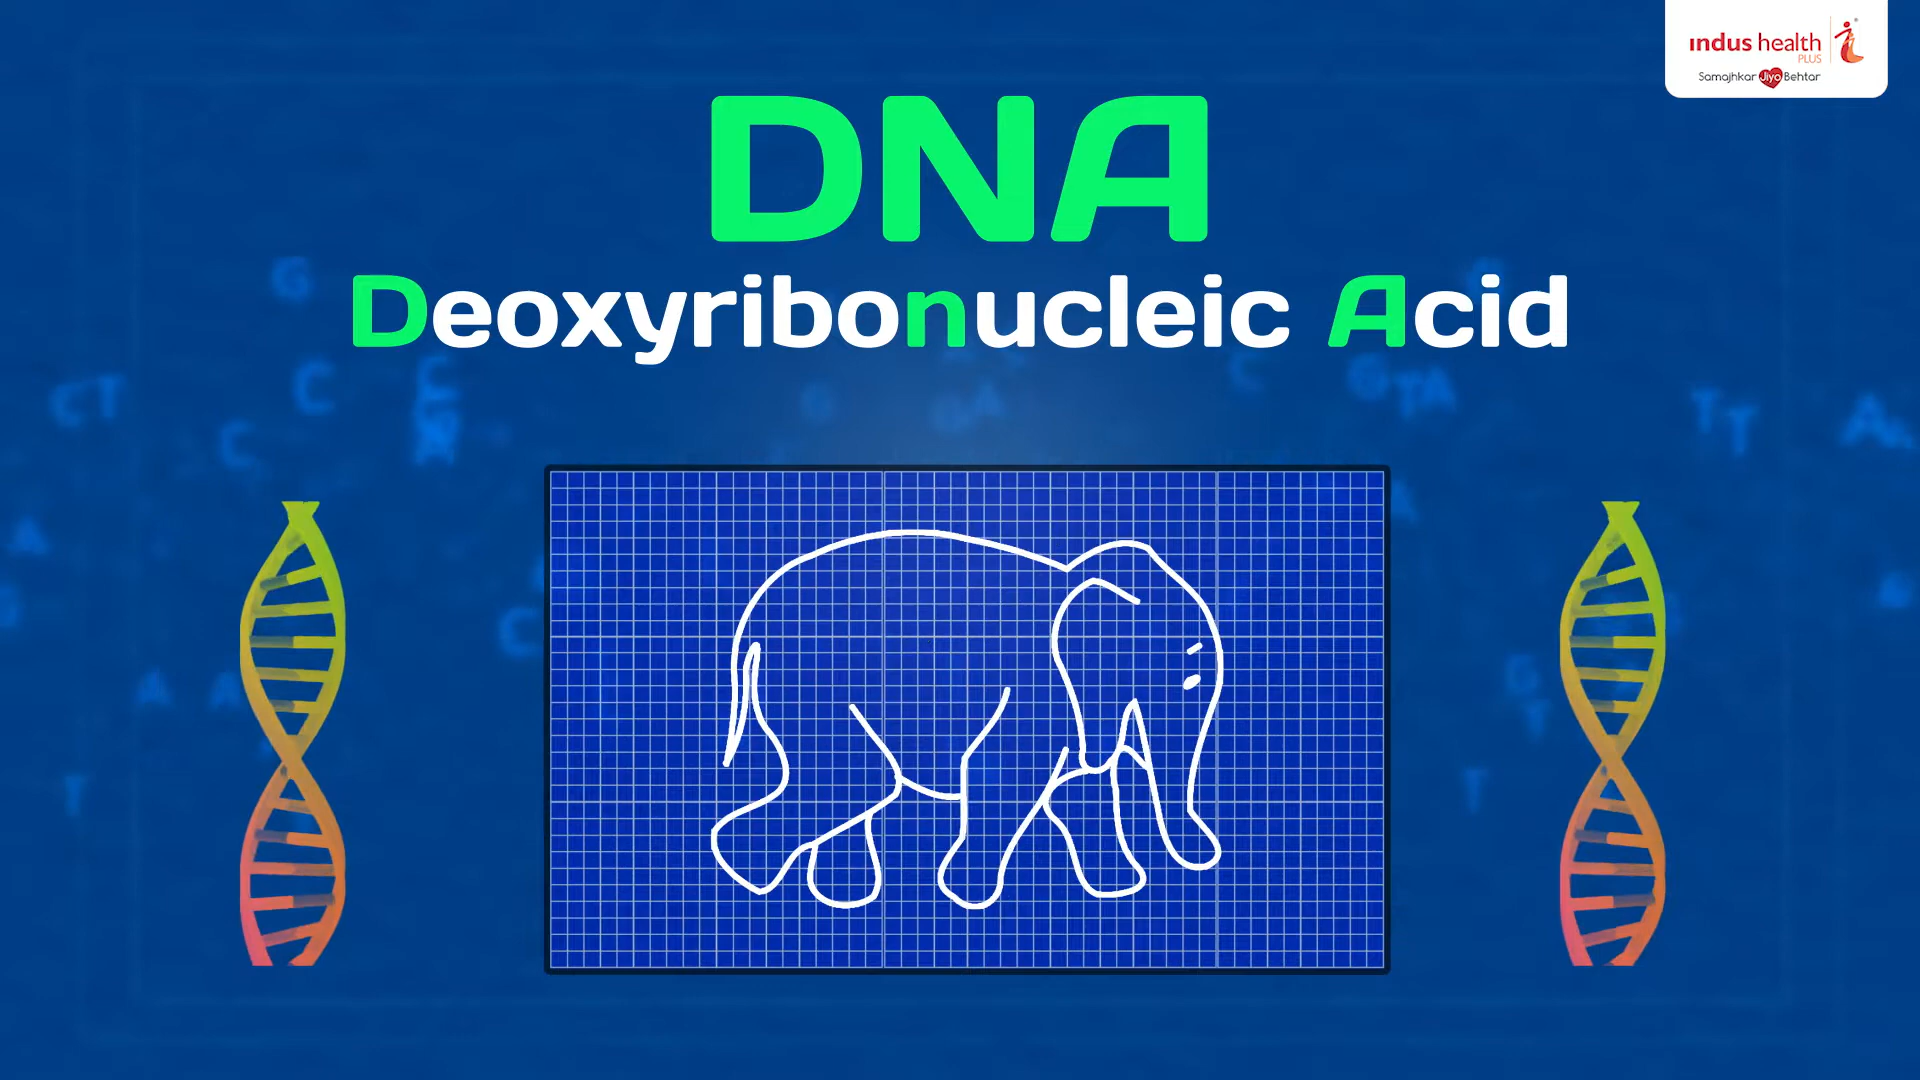 indus health
PLUS
Samajhkar Jiyo Behtar
DNA
Deoxyribonucleic Acid
G
C T
C
C
C
G
G A
C
G T A
T T
A
A
C
A A
G
T
T
T